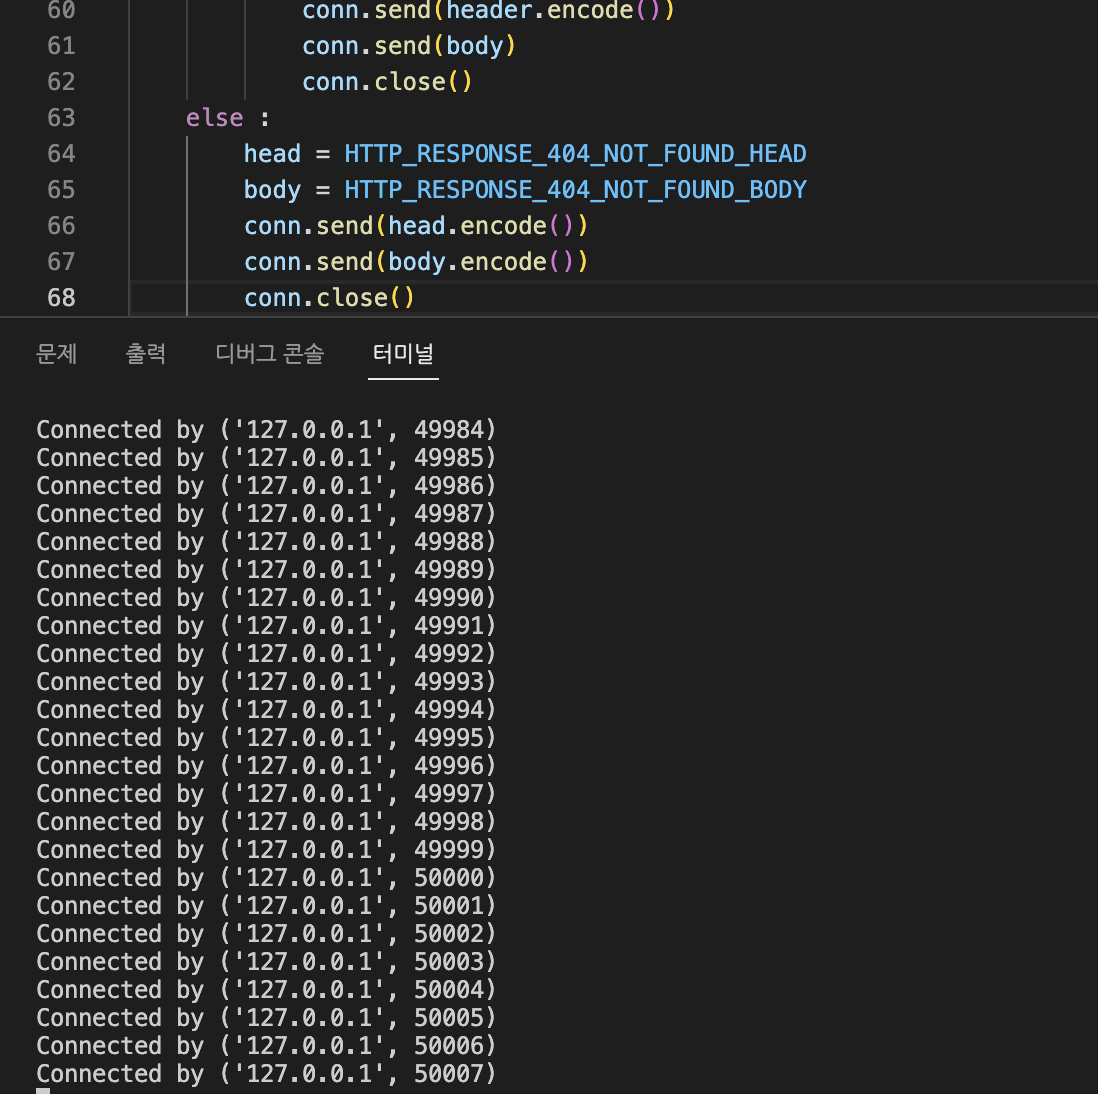 60 conn.send(header.encode())
61 conn.send(body)
62 conn.close()
63 else :
64 head = HTTP_RESPONSE_404_NOT_FOUND_HEAD
65 body = HTTP_RESPONSE_404_NOT_FOUND_BODY
66 conn.send(head.encode())
67 conn.send(body.encode())
68 conn.close()
문제 출력 디버그 콘솔 터미널
Connected by ('127.0.0.1', 49984)
Connected by ('127.0.0.1', 49985)
Connected by ('127.0.0.1', 49986)
Connected by ('127.0.0.1', 49987)
Connected by ('127.0.0.1', 49988)
Connected by ('127.0.0.1', 49989)
Connected by ('127.0.0.1', 49990)
Connected by ('127.0.0.1', 49991)
Connected by ('127.0.0.1', 49992)
Connected by ('127.0.0.1', 49993)
Connected by ('127.0.0.1', 49994)
Connected by ('127.0.0.1', 49995)
Connected by ('127.0.0.1', 49996)
Connected by ('127.0.0.1', 49997)
Connected by ('127.0.0.1', 49998)
Connected by ('127.0.0.1', 49999)
Connected by ('127.0.0.1', 50000)
Connected by ('127.0.0.1', 50001)
Connected by ('127.0.0.1', 50002)
Connected by ('127.0.0.1', 50003)
Connected by ('127.0.0.1', 50004)
Connected by ('127.0.0.1', 50005)
Connected by ('127.0.0.1', 50006)
Connected by ('127.0.0.1', 50007)